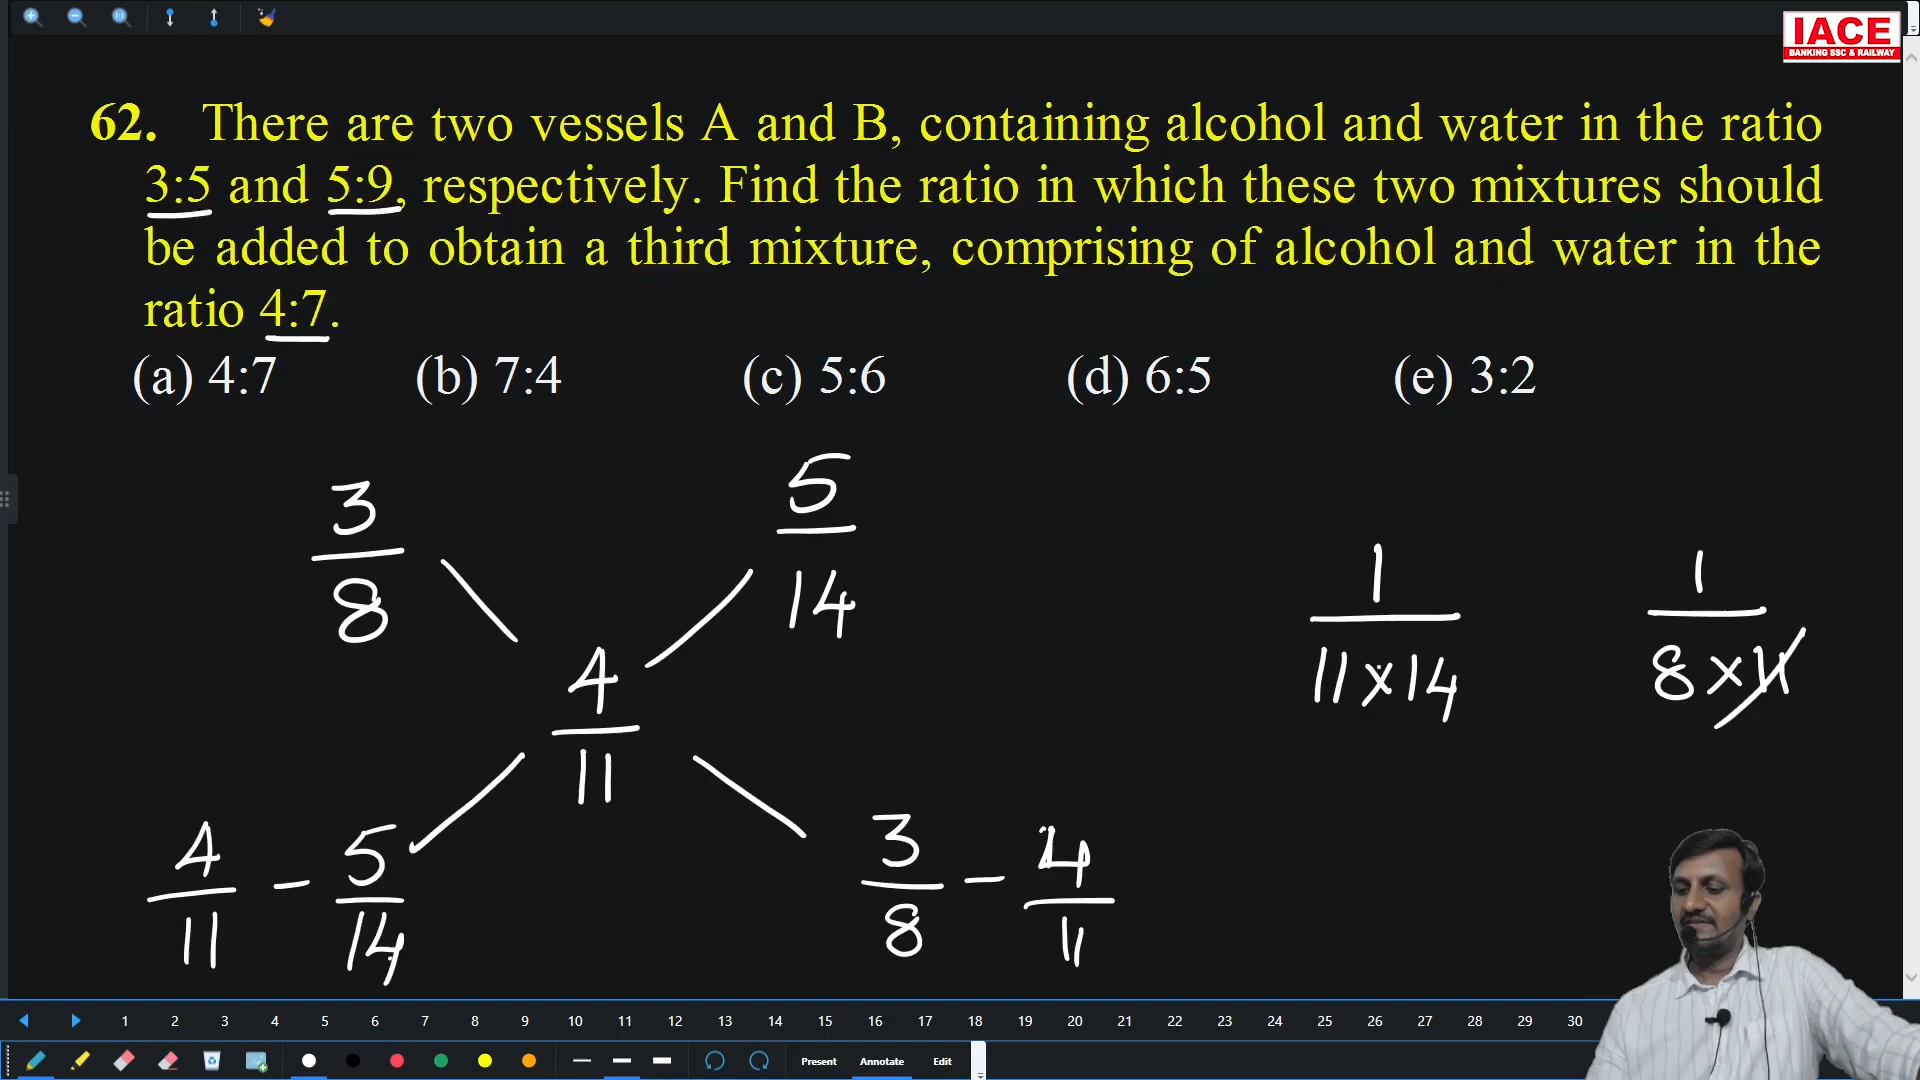 IACE
BANKING SSC & RAILWAY
62. There are two vessels A and B, containing alcohol and water in the ratio
3:5 and 5:9, respectively. Find the ratio in which these two mixtures should
be added to obtain a third mixture, comprising of alcohol and water in the
ratio 4:7.
(a) 4:7 (b) 7:4 (c) 5:6 (d) 6:5 (e) 3:2
3/8 5/14
4/11
4/11 - 5/14 3/8 - 4/11
1/11×14 1/8×11
1 2 3 4 5 6 7 8 9 10 11 12 13 14 15 16 17 18 19 20 21 22 23 24 25 26 27 28 29 30
Present Annotate Edit